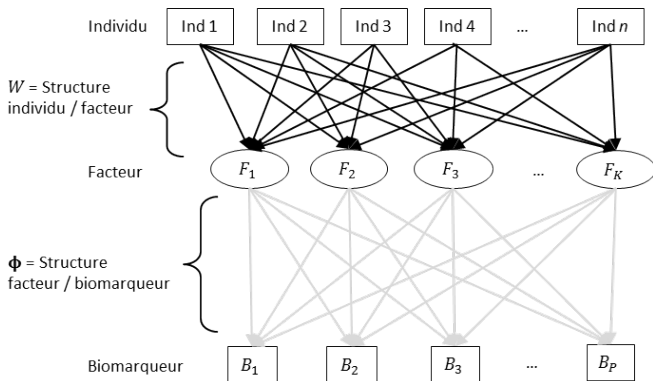 Individu Ind 1 Ind 2 Ind 3 Ind 4 ... Ind n
W = Structure
individu / facteur
Facteur F1 F2 F3 ... FK
Φ = Structure
facteur / biomarqueur
Biomarqueur B1 B2 B3 ... BP